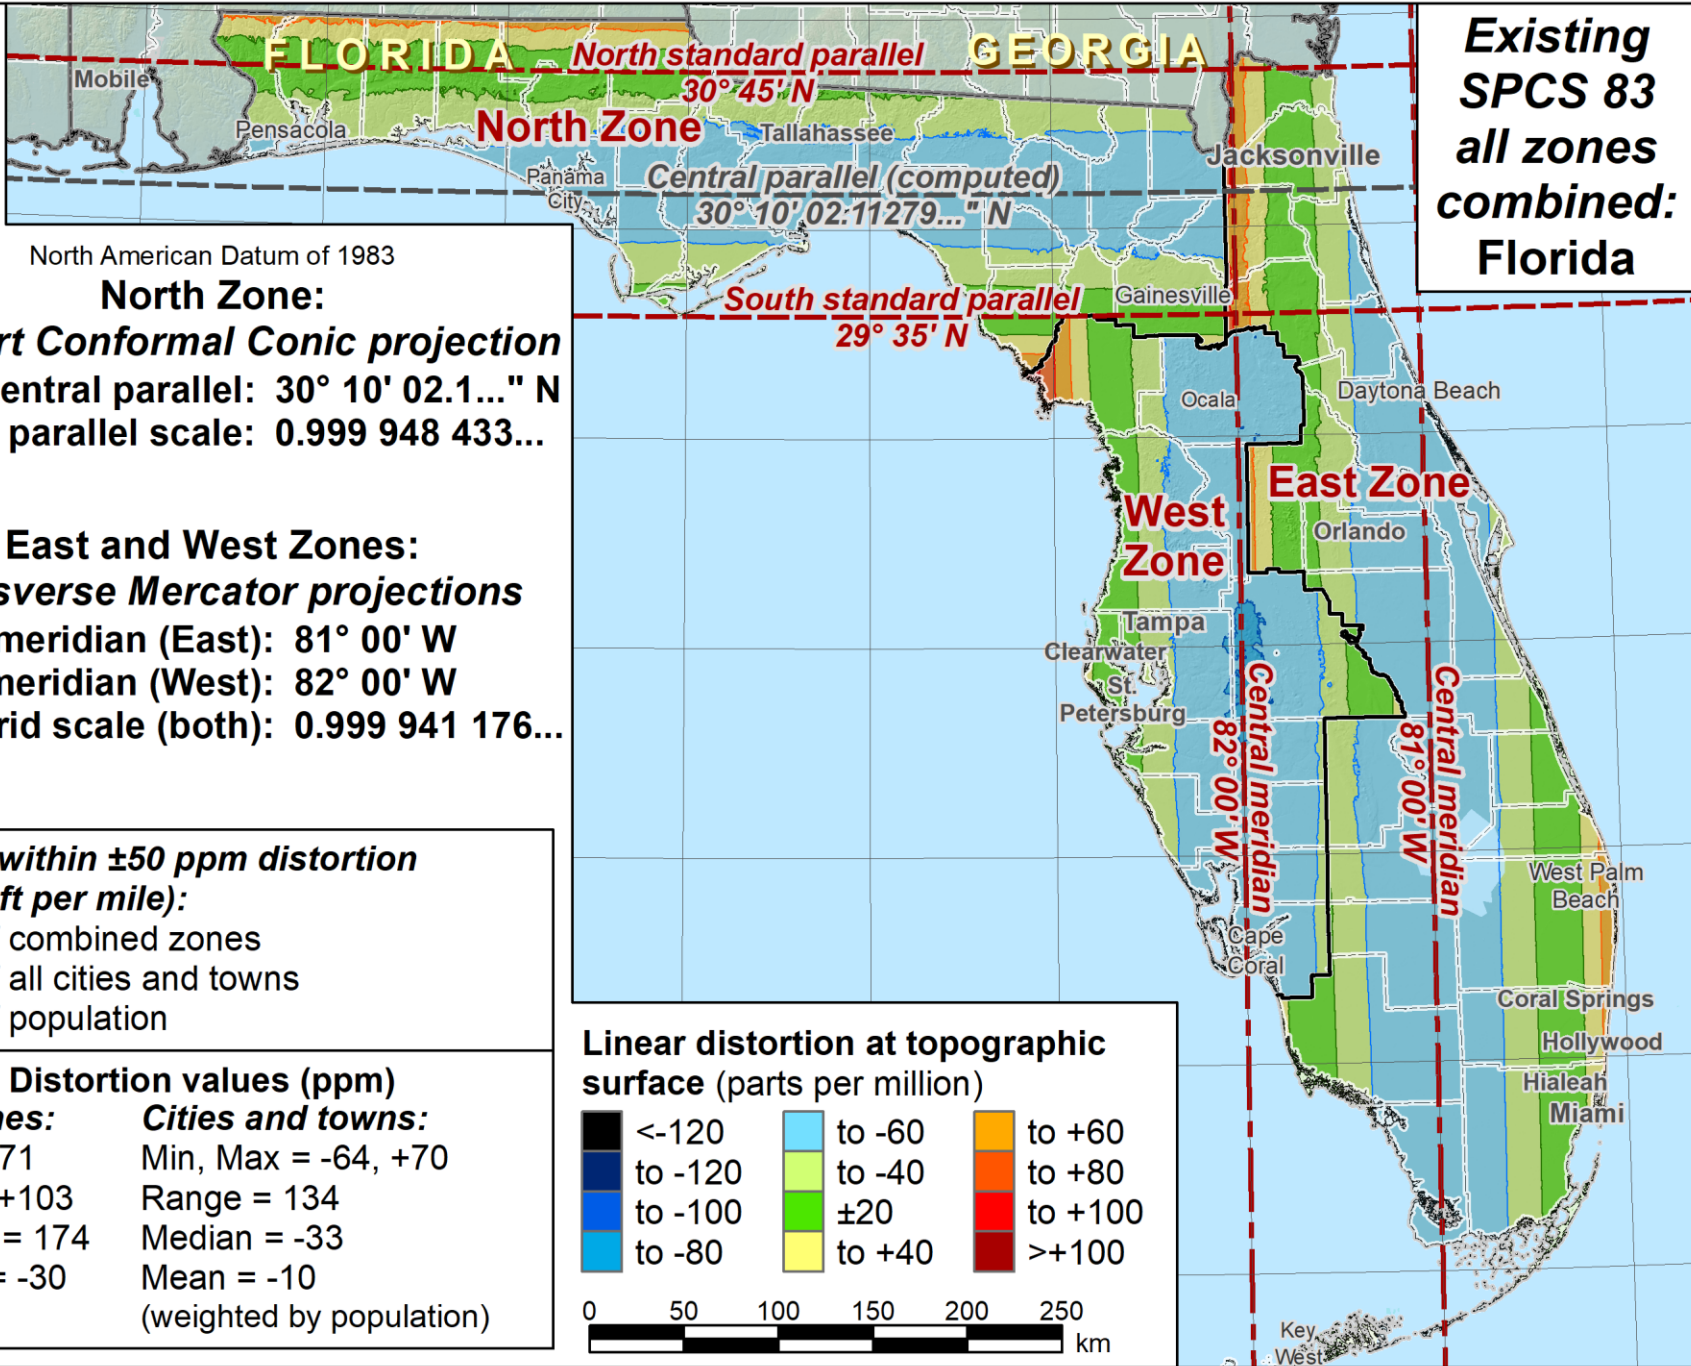 Existing
SPCS 83
all zones
combined:
Florida
FLORIDA
GEORGIA
North standard parallel
30° 45' N
Mobile
Pensacola
North Zone
Tallahassee
Jacksonville
Panama
City
Central parallel (computed)
30° 10' 02.11279..." N
Gainesville
South standard parallel
29° 35' N
Ocala
Daytona Beach
East Zone
West
Zone
Orlando
Tampa
Clearwater
St.
Petersburg
Central meridian
82° 00' W
Central meridian
81° 00' W
West Palm
Beach
Cape
Coral
Coral Springs
Hollywood
Hialeah
Miami
Key
West
North American Datum of 1983
North Zone:
rt Conformal Conic projection
entral parallel: 30° 10' 02.1..." N
parallel scale: 0.999 948 433...
East and West Zones:
sverse Mercator projections
meridian (East): 81° 00' W
meridian (West): 82° 00' W
rid scale (both): 0.999 941 176...
within ±50 ppm distortion
ft per mile):
combined zones
all cities and towns
population
Distortion values (ppm)
nes:
71
+103
= 174
= -30
Cities and towns:
Min, Max = -64, +70
Range = 134
Median = -33
Mean = -10
(weighted by population)
Linear distortion at topographic
surface (parts per million)
<-120
to -120
to -100
to -80
to -60
to -40
±20
to +40
to +60
to +80
to +100
>+100
0 50 100 150 200 250
km